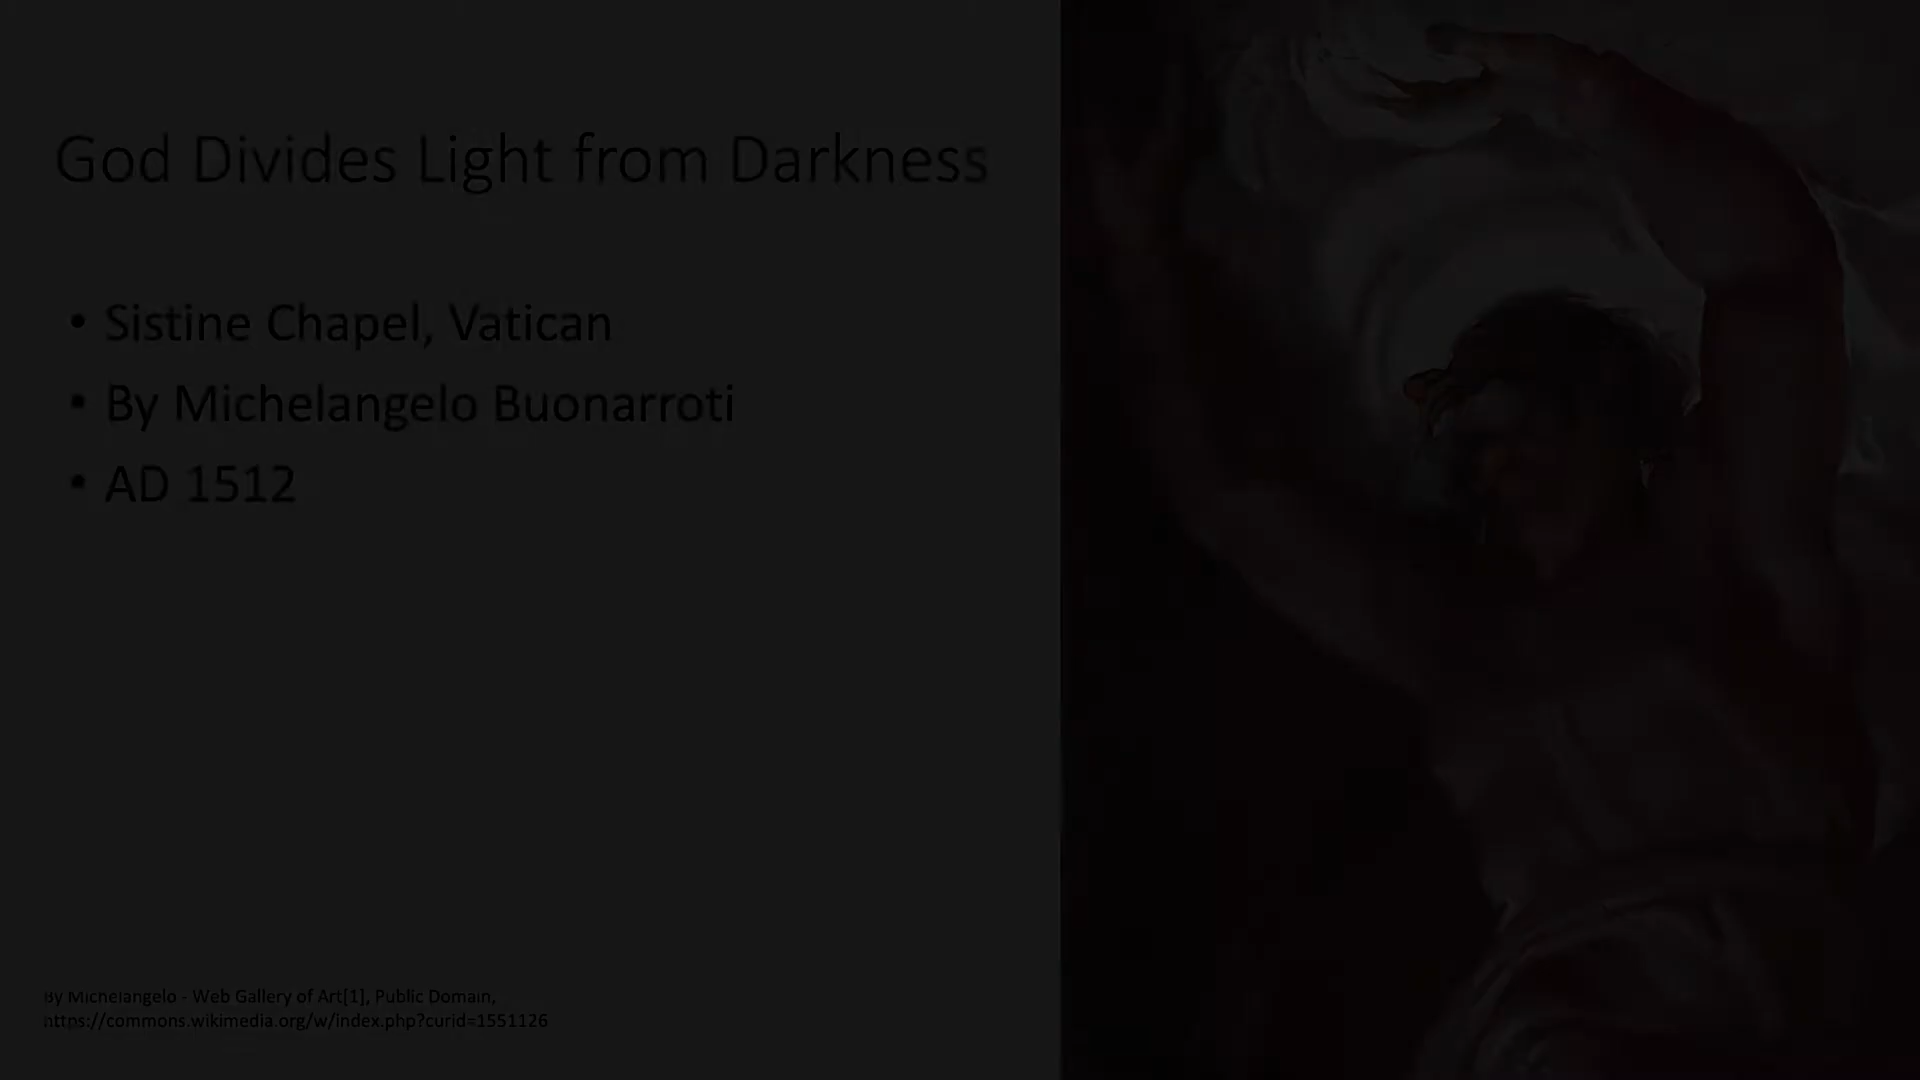 God Divides Light from Darkness
• Sistine Chapel, Vatican
• By Michelangelo Buonarroti
• AD 1512
By Michelangelo - Web Gallery of Art[1], Public Domain,
https://commons.wikimedia.org/w/index.php?curid=1551126